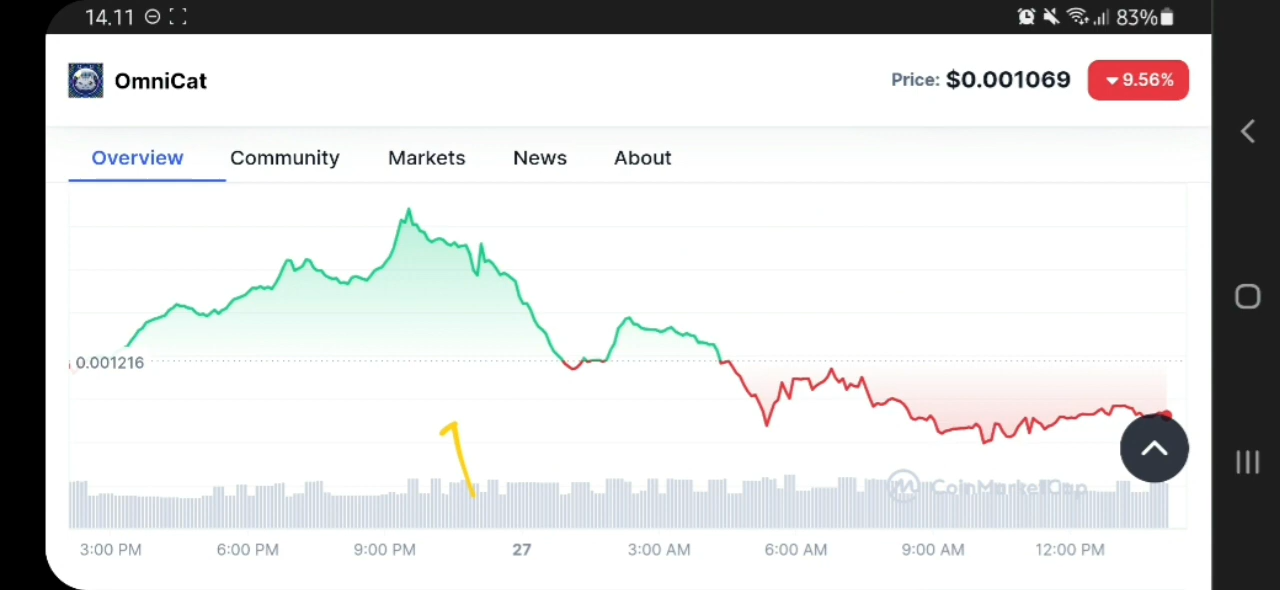 14.11 83%
OmniCat Price: $0.001069 9.56%
Overview Community Markets News About
0.001216
1
CoinMarketCap
3:00 PM 6:00 PM 9:00 PM 27 3:00 AM 6:00 AM 9:00 AM 12:00 PM